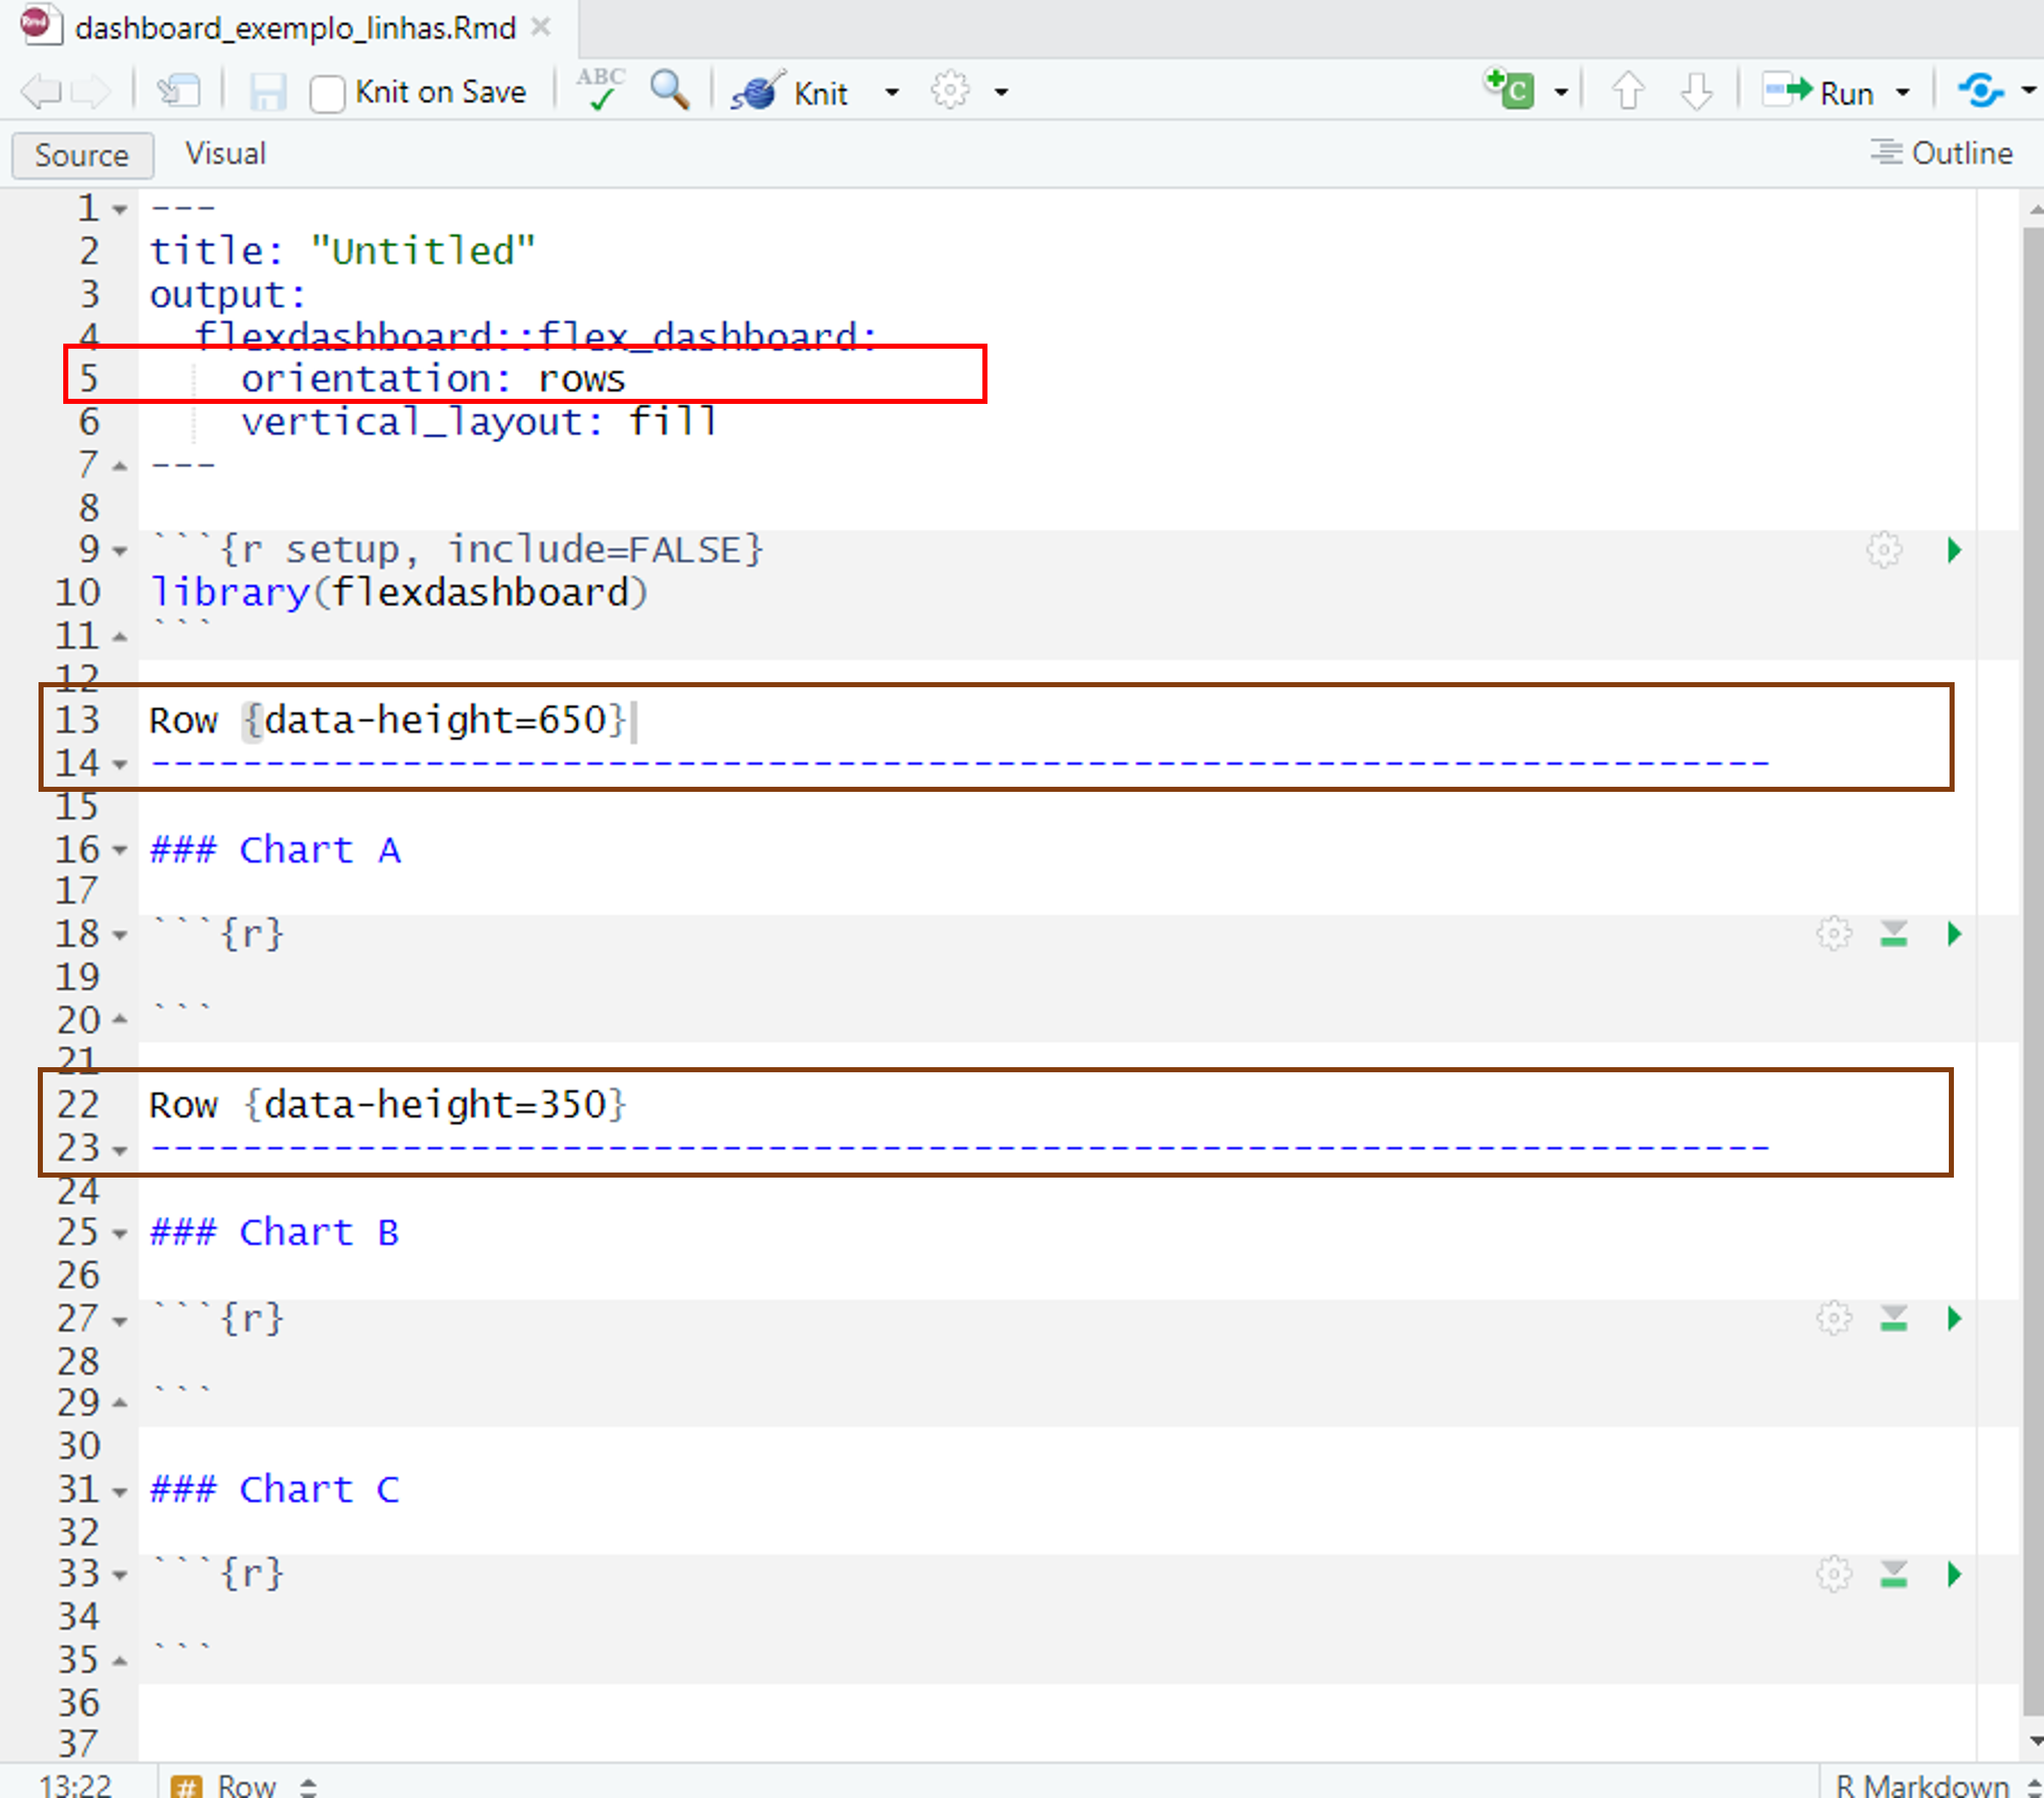 dashboard_exemplo_linhas.Rmd
Knit on Save ABC Knit Run
Source Visual Outline
1 ---
2 title: "Untitled"
3 output:
4   flexdashboard::flex_dashboard:
5     orientation: rows
6     vertical_layout: fill
7 ---
8
9 ```{r setup, include=FALSE}
10 library(flexdashboard)
11 ```
12
13 Row {data-height=650}
14 -----------------------------------------------------------------------
15
16 ### Chart A
17
18 ```{r}
19
20 ```
21
22 Row {data-height=350}
23 -----------------------------------------------------------------------
24
25 ### Chart B
26
27 ```{r}
28
29 ```
30
31 ### Chart C
32
33 ```{r}
34
35 ```
36
37
13:22 # Row R Markdown